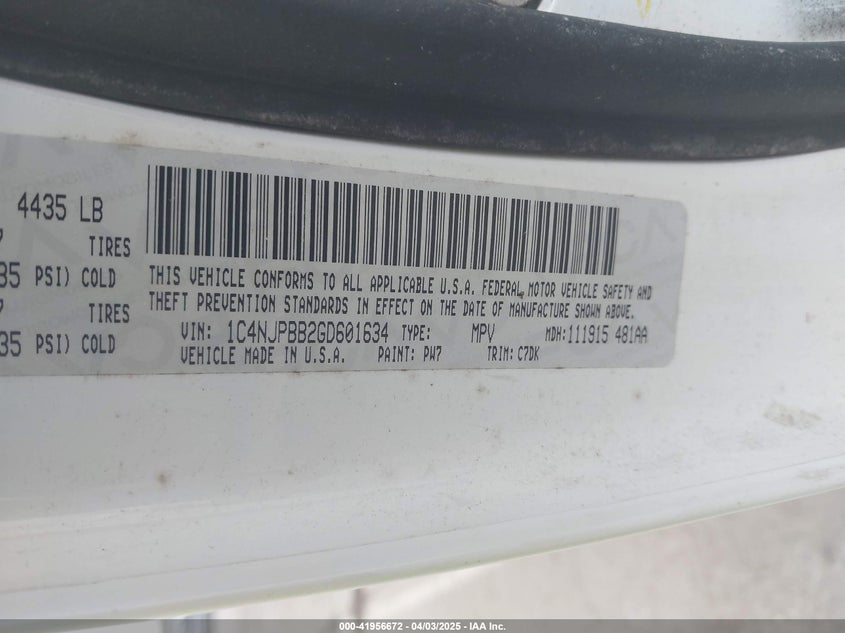 4435 LB
7 TIRES
35 PSI) COLD
7 TIRES
35 PSI) COLD
THIS VEHICLE CONFORMS TO ALL APPLICABLE U.S.A. FEDERAL MOTOR VEHICLE SAFETY AND
THEFT PREVENTION STANDARDS IN EFFECT ON THE DATE OF MANUFACTURE SHOWN ABOVE.
VIN: 1C4NJPBB2GD601634 TYPE: MPV MDH:111915 481AA
VEHICLE MADE IN U.S.A. PAINT: PW7 TRIM: C7DK
000-41956672 - 04/03/2025 - IAA Inc.